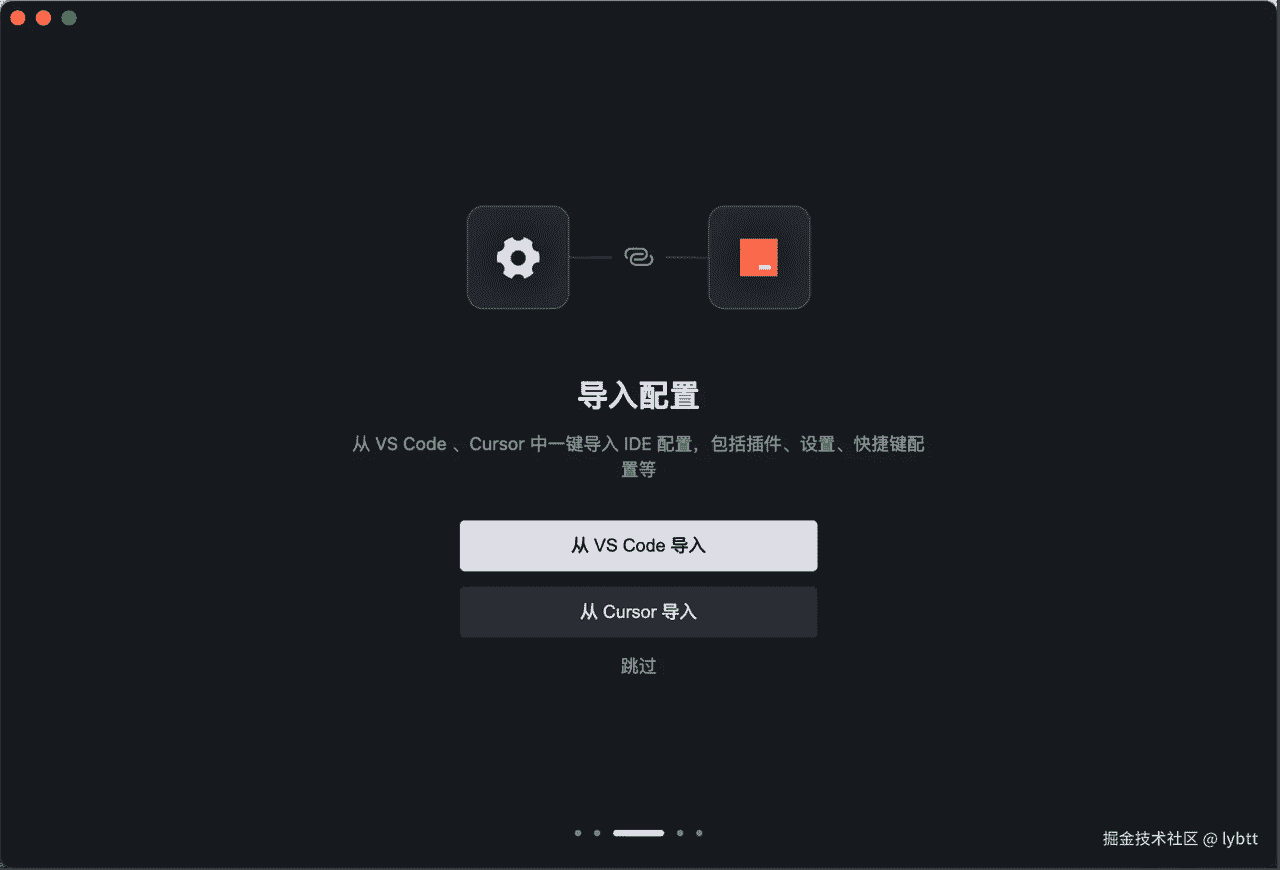 导入配置
从 VS Code 、Cursor 中一键导入 IDE 配置，包括插件、设置、快捷键配
置等
从 VS Code 导入
从 Cursor 导入
跳过
掘金技术社区 @ lybtt